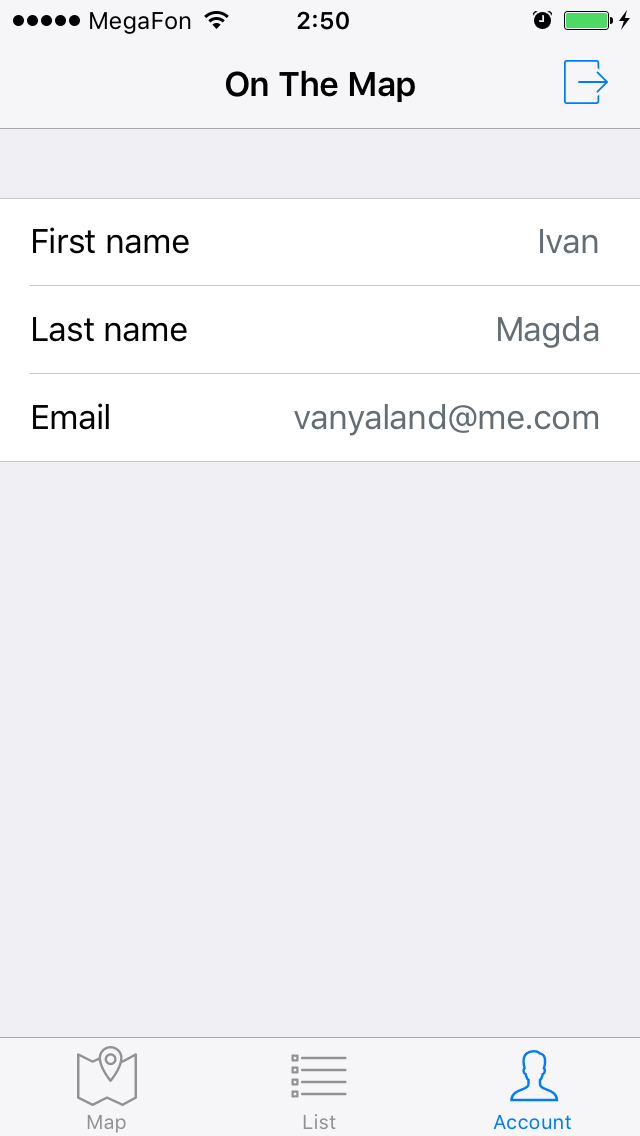 MegaFon 2:50
On The Map
First name Ivan
Last name Magda
Email vanyaland@me.com
Map List Account